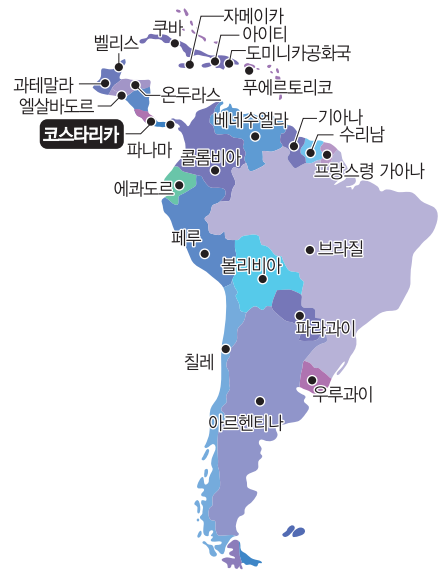 자메이카
쿠바
아이티
벨리스
도미니카공화국
과테말라
온두라스
푸에르토리코
엘살바도르
베네수엘라
기아나
코스타리카
수리남
파나마
콜롬비아
프랑스령 가아나
에콰도르
페루
브라질
볼리비아
파라과이
칠레
우루과이
아르헨티나